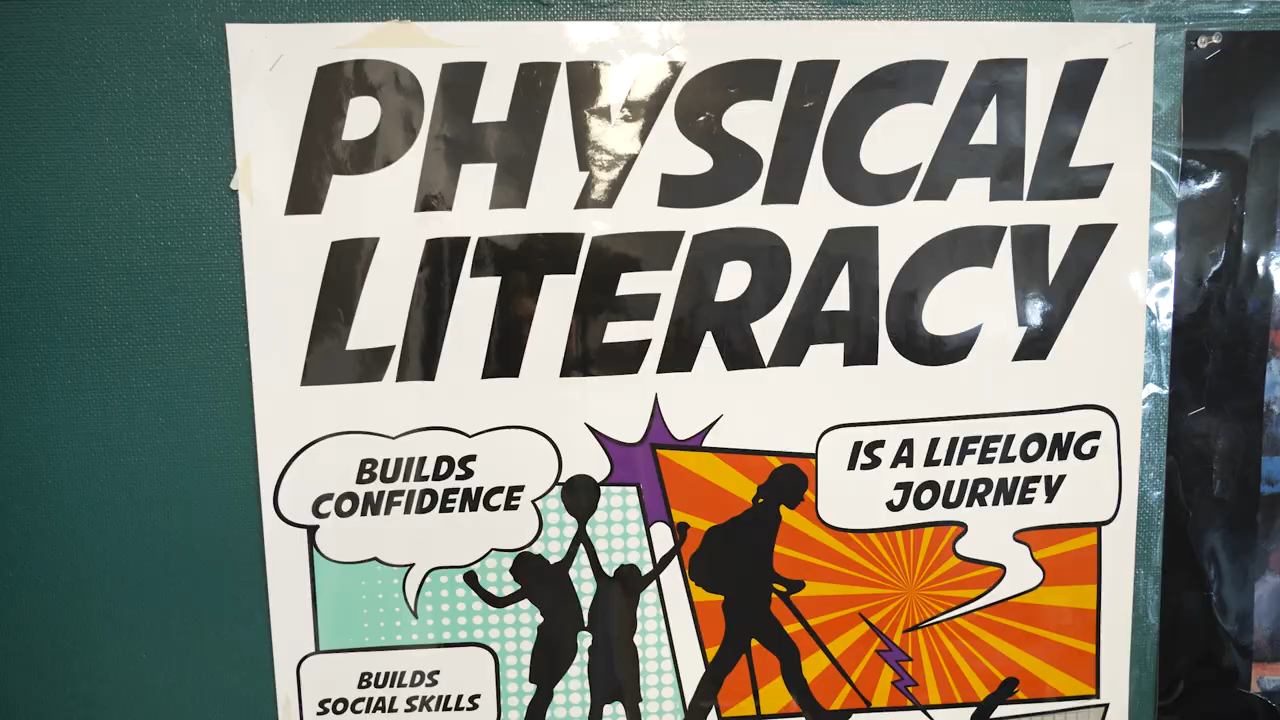 PHYSICAL
LITERACY
BUILDS
CONFIDENCE
IS A LIFELONG
JOURNEY
BUILDS
SOCIAL SKILLS